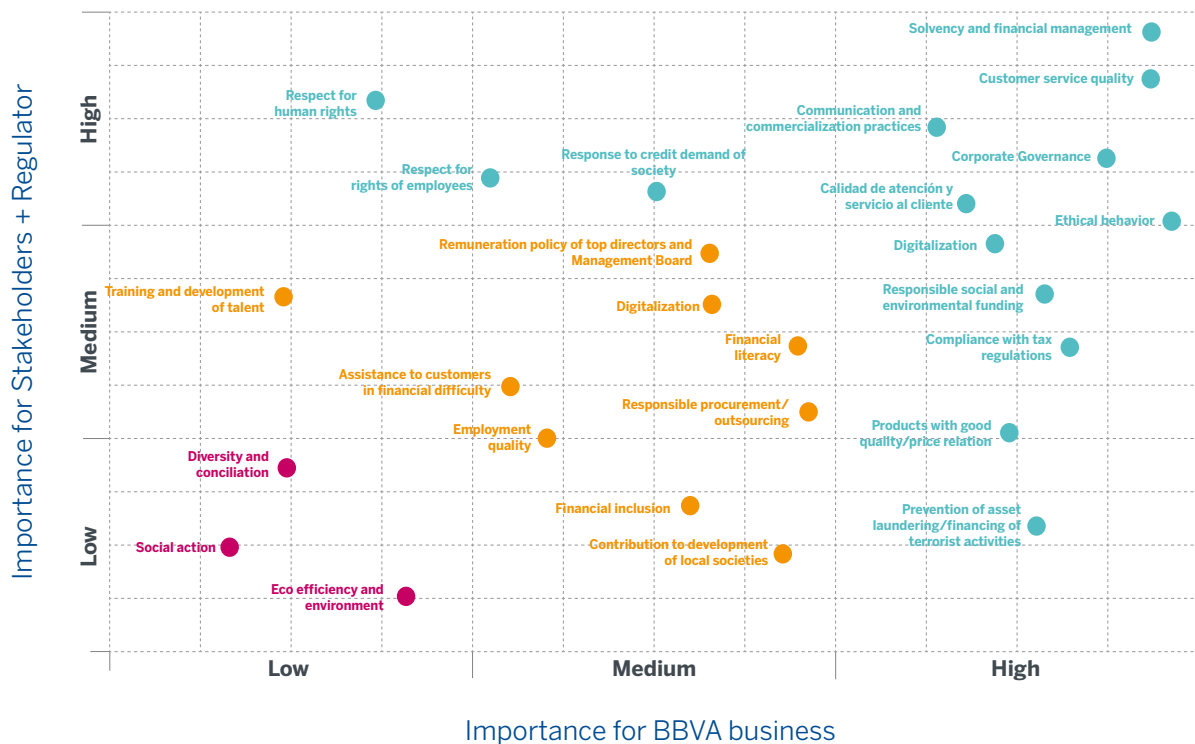 Solvency and financial management
Customer service quality
Respect for
human rights
Communication and
commercialization practices
Response to credit demand of
society
Corporate Governance
Respect for
rights of employees
Calidad de atención y
servicio al cliente
Ethical behavior
Remuneration policy of top directors and
Management Board
Digitalization
Training and development
of talent
Digitalization
Responsible social and
environmental funding
Financial
literacy
Compliance with tax
regulations
Assistance to customers
in financial difficulty
Responsible procurement/
outsourcing
Employment
quality
Products with good
quality/price relation
Diversity and
conciliation
Financial inclusion
Prevention of asset
laundering/financing of
terrorist activities
Social action
Contribution to development
of local societies
Eco efficiency and
environment
Importance for Stakeholders + Regulator
High
Medium
Low
Low
Medium
High
Importance for BBVA business